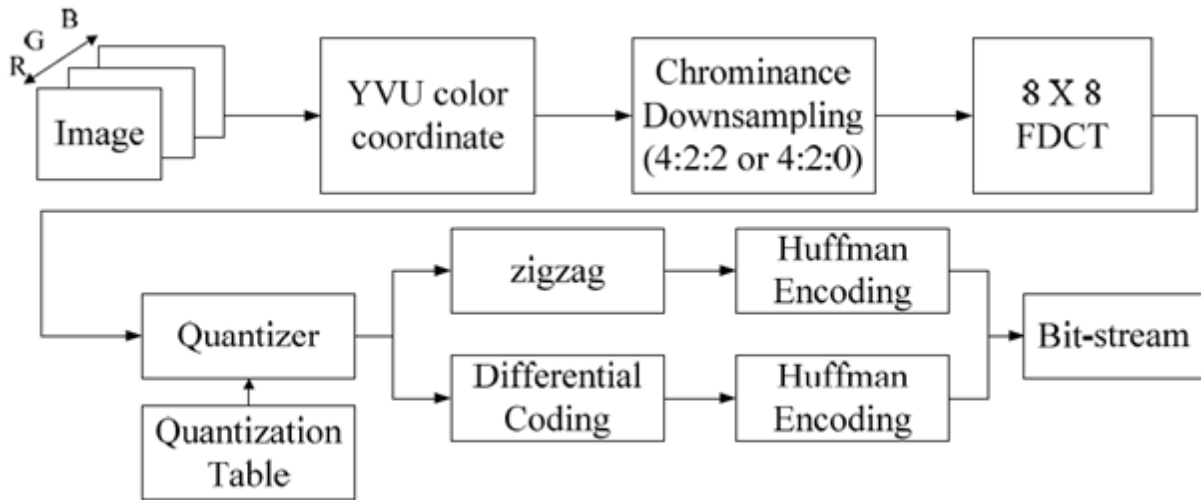 B
G
R
Image
YVU color
coordinate
Chrominance
Downsampling
(4:2:2 or 4:2:0)
8 X 8
FDCT
zigzag
Huffman
Encoding
Quantizer
Bit-stream
Differential
Coding
Huffman
Encoding
Quantization
Table